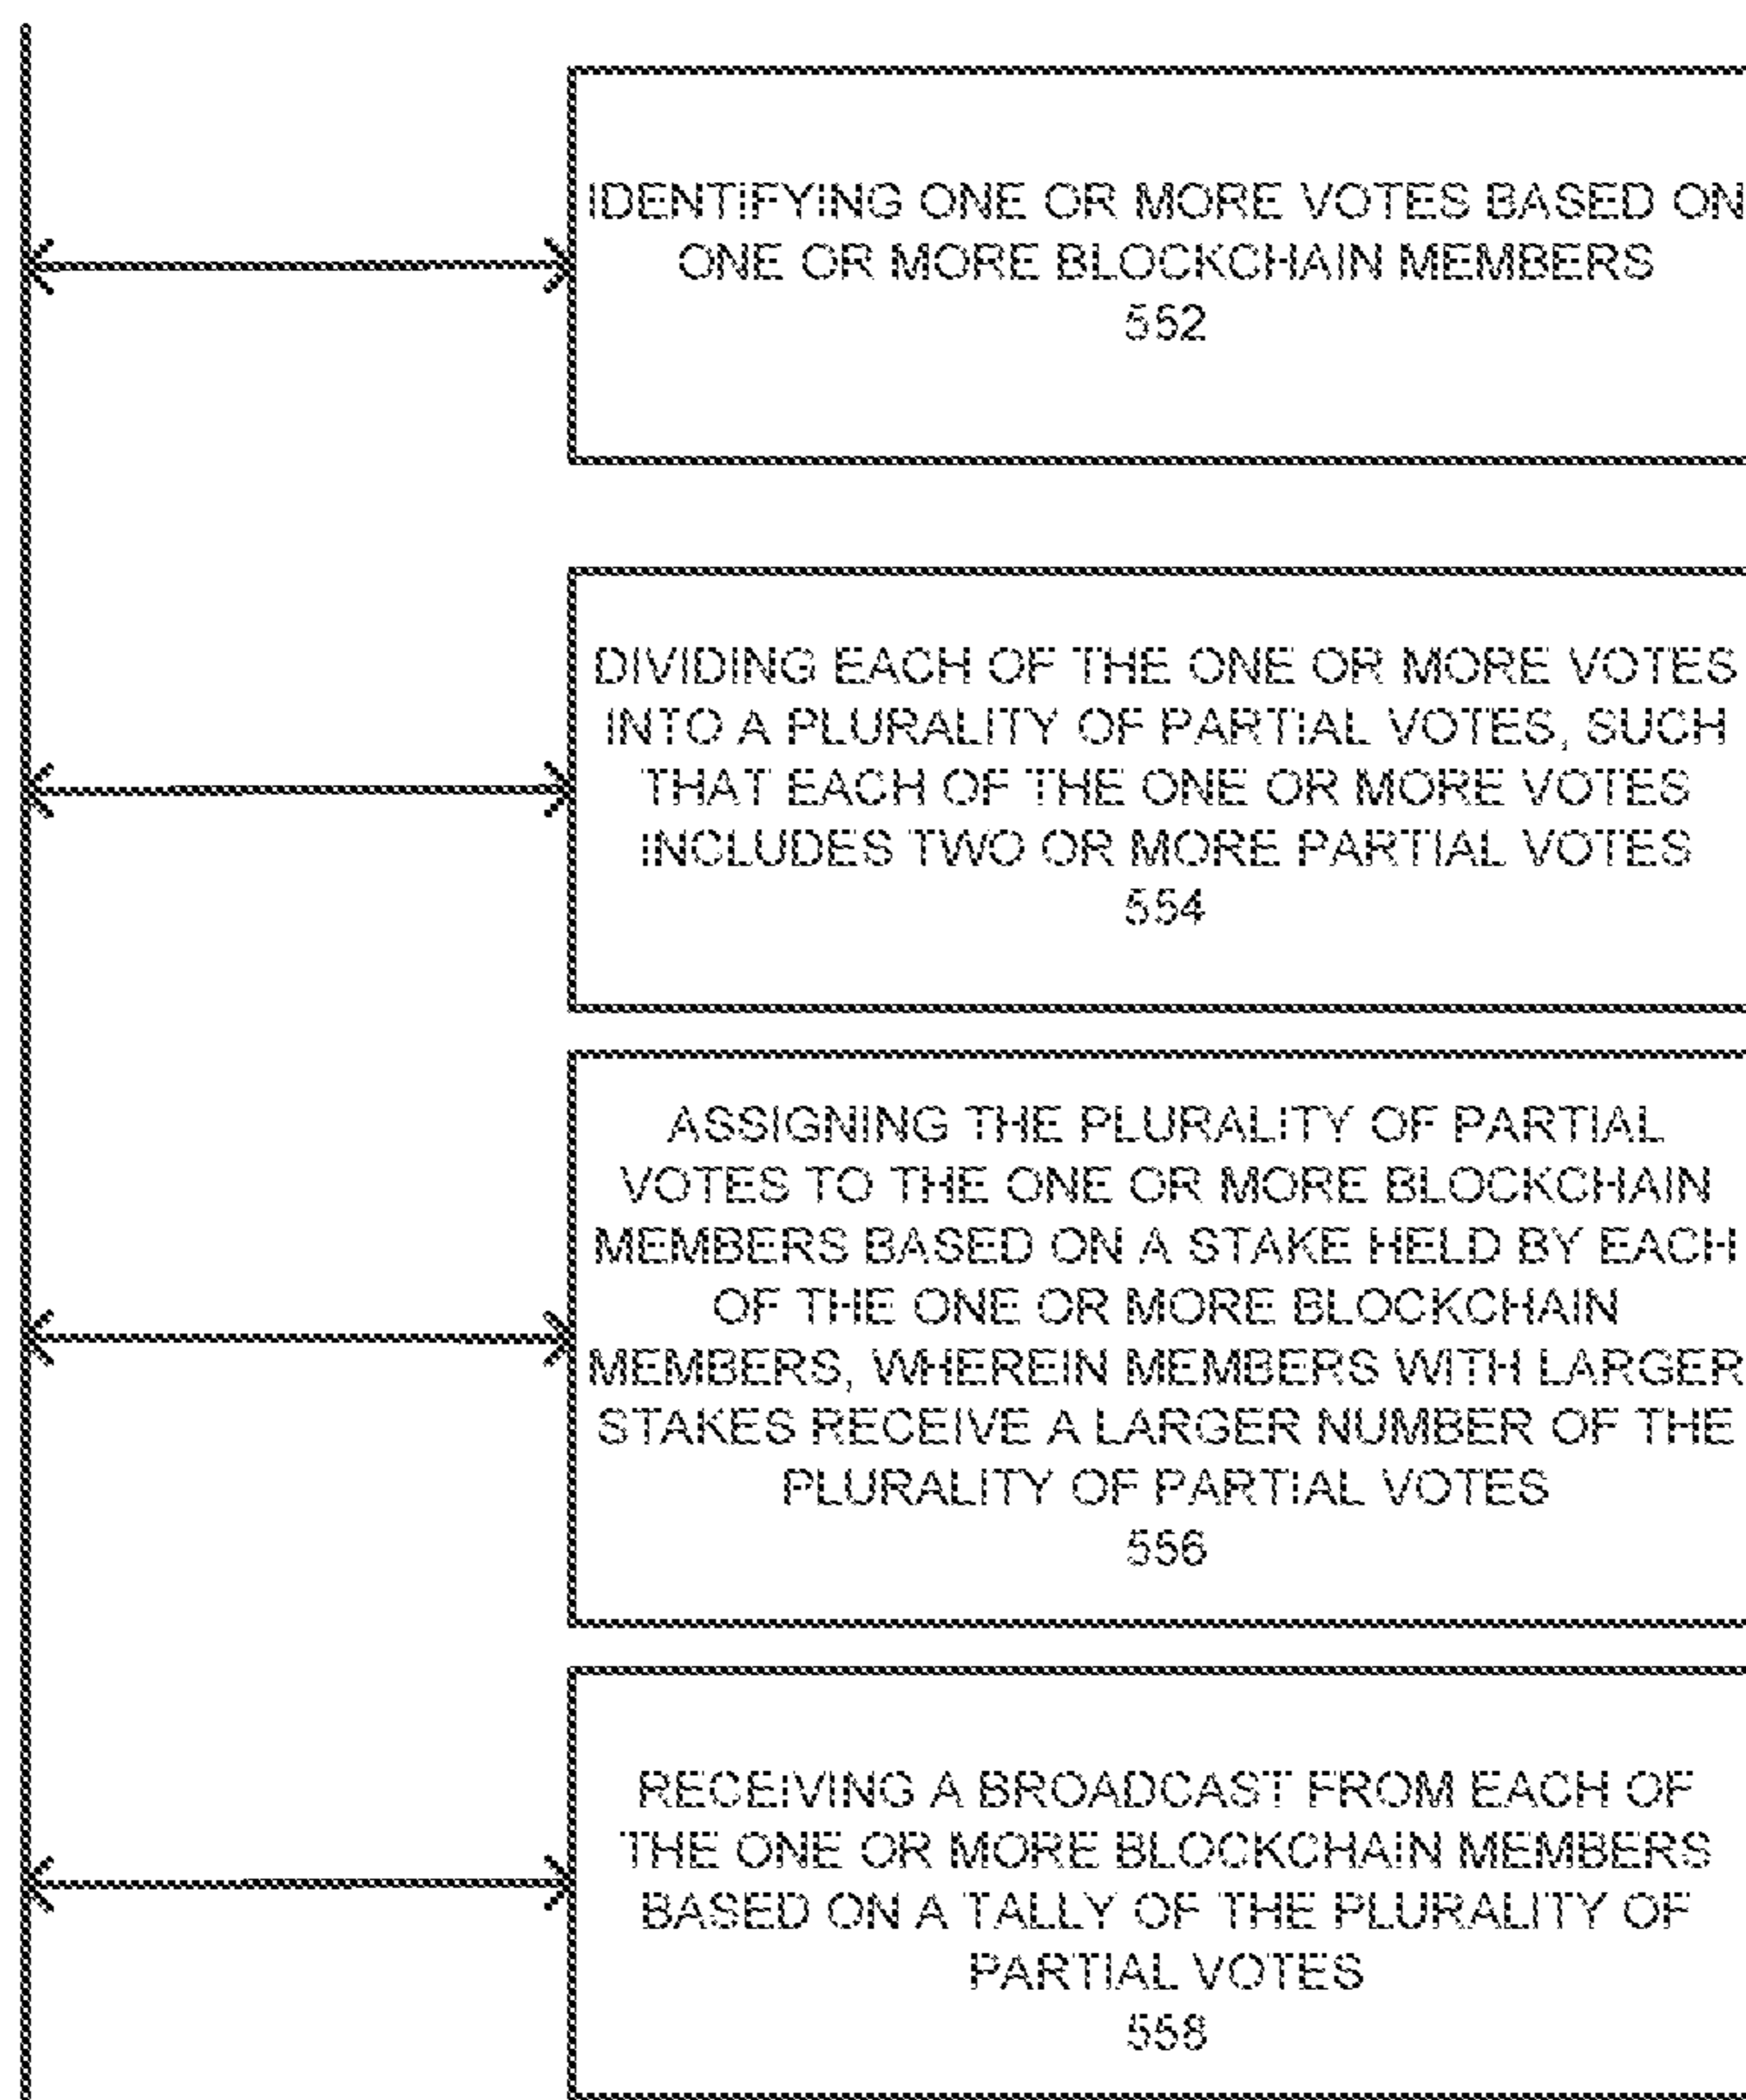 IDENTIFYING ONE OR MORE VOTES BASED ON
ONE OR MORE BLOCKCHAIN MEMBERS
552
DIVIDING EACH OF THE ONE OR MORE VOTES
INTO A PLURALITY OF PARTIAL VOTES, SUCH
THAT EACH OF THE ONE OR MORE VOTES
INCLUDES TWO OR MORE PARTIAL VOTES
554
ASSIGNING THE PLURALITY OF PARTIAL
VOTES TO THE ONE OR MORE BLOCKCHAIN
MEMBERS BASED ON A STAKE HELD BY EACH
OF THE ONE OR MORE BLOCKCHAIN
MEMBERS, WHEREIN MEMBERS WITH LARGER
STAKES RECEIVE A LARGER NUMBER OF THE
PLURALITY OF PARTIAL VOTES
556
RECEIVING A BROADCAST FROM EACH OF
THE ONE OR MORE BLOCKCHAIN MEMBERS
BASED ON A TALLY OF THE PLURALITY OF
PARTIAL VOTES
558